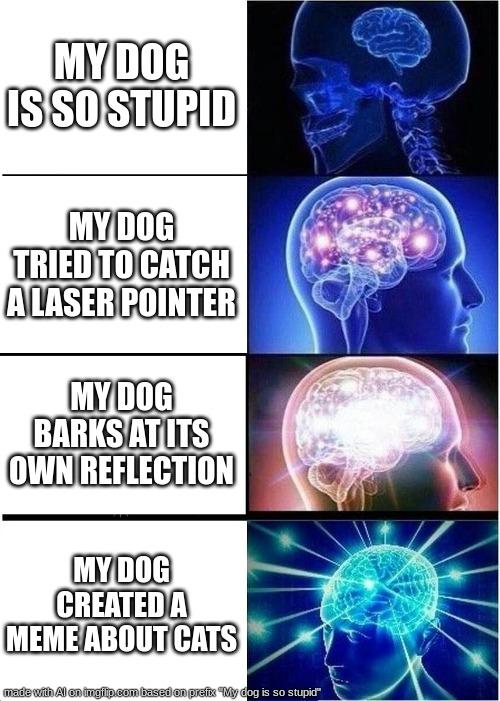 MY DOG
IS SO STUPID
MY DOG
TRIED TO CATCH
A LASER POINTER
MY DOG
BARKS AT ITS
OWN REFLECTION
MY DOG
CREATED A
MEME ABOUT CATS
made with AI on imgflip.com based on prefix "My dog is so stupid"